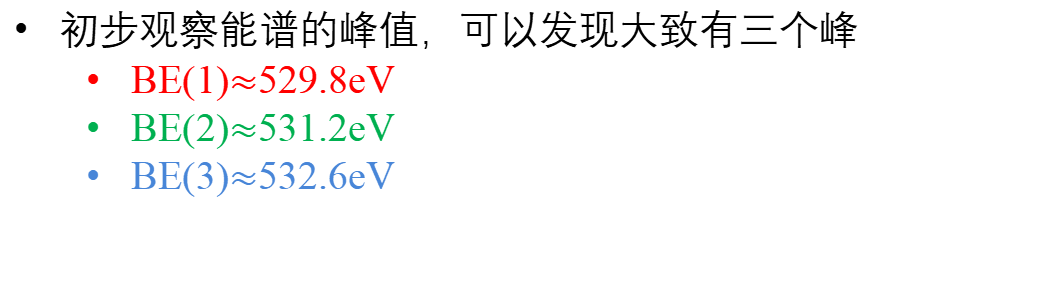 • 初步观察能谱的峰值，可以发现大致有三个峰
• BE(1)≈529.8eV
• BE(2)≈531.2eV
• BE(3)≈532.6eV